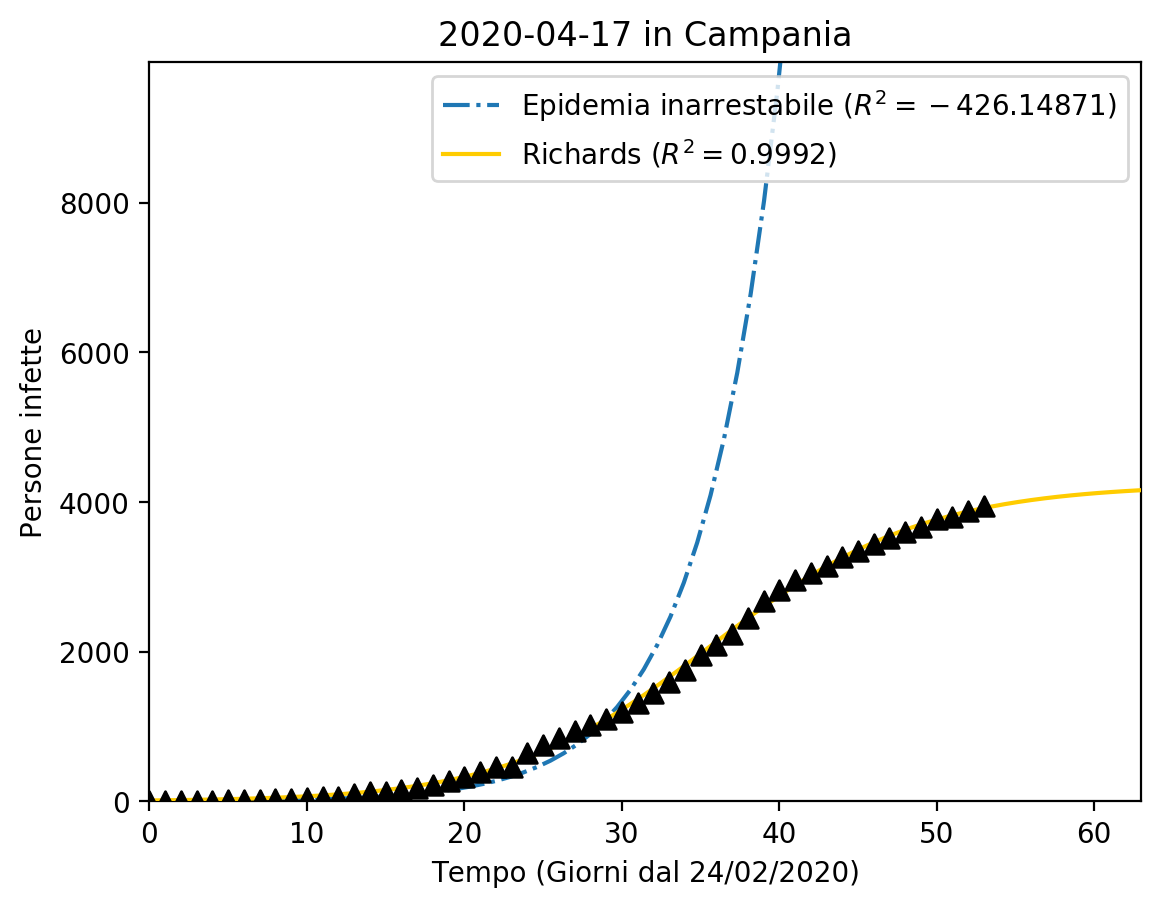 2020-04-17 in Campania
Epidemia inarrestabile (R² = −426.14871)
Richards (R² = 0.9992)
8000
6000
4000
2000
0
Persone infette
0 10 20 30 40 50 60
Tempo (Giorni dal 24/02/2020)